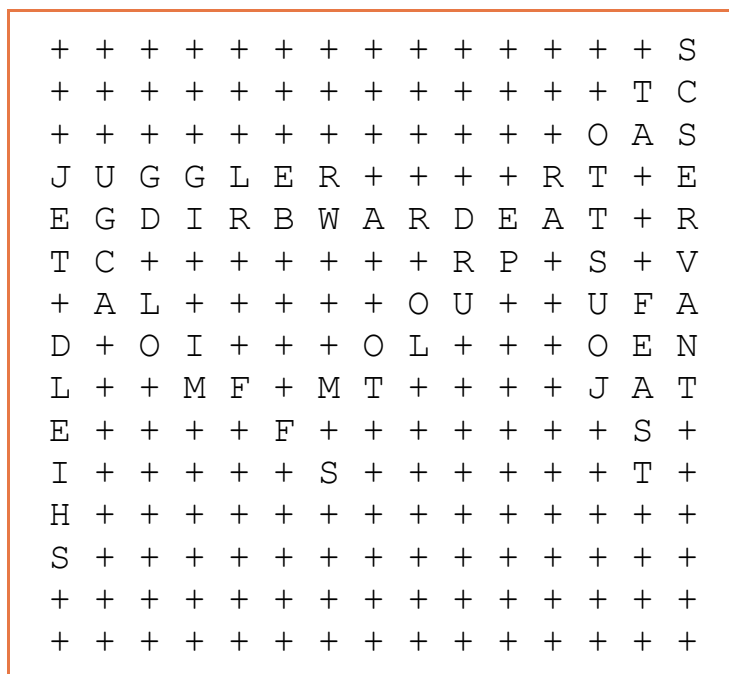 + + + + + + + + + + + + + + S
+ + + + + + + + + + + + + T C
+ + + + + + + + + + + + O A S
J U G G L E R + + + + R T + E
E G D I R B W A R D E A T + R
T C + + + + + + + R P + S + V
+ A L + + + + + O U + + U F A
D + O I + + + O L + + + O E N
L + + M F + M T + + + + J A T
E + + + + F + + + + + + + S +
I + + + + + S + + + + + + T +
H + + + + + + + + + + + + + +
S + + + + + + + + + + + + + +
+ + + + + + + + + + + + + + +
+ + + + + + + + + + + + + + +